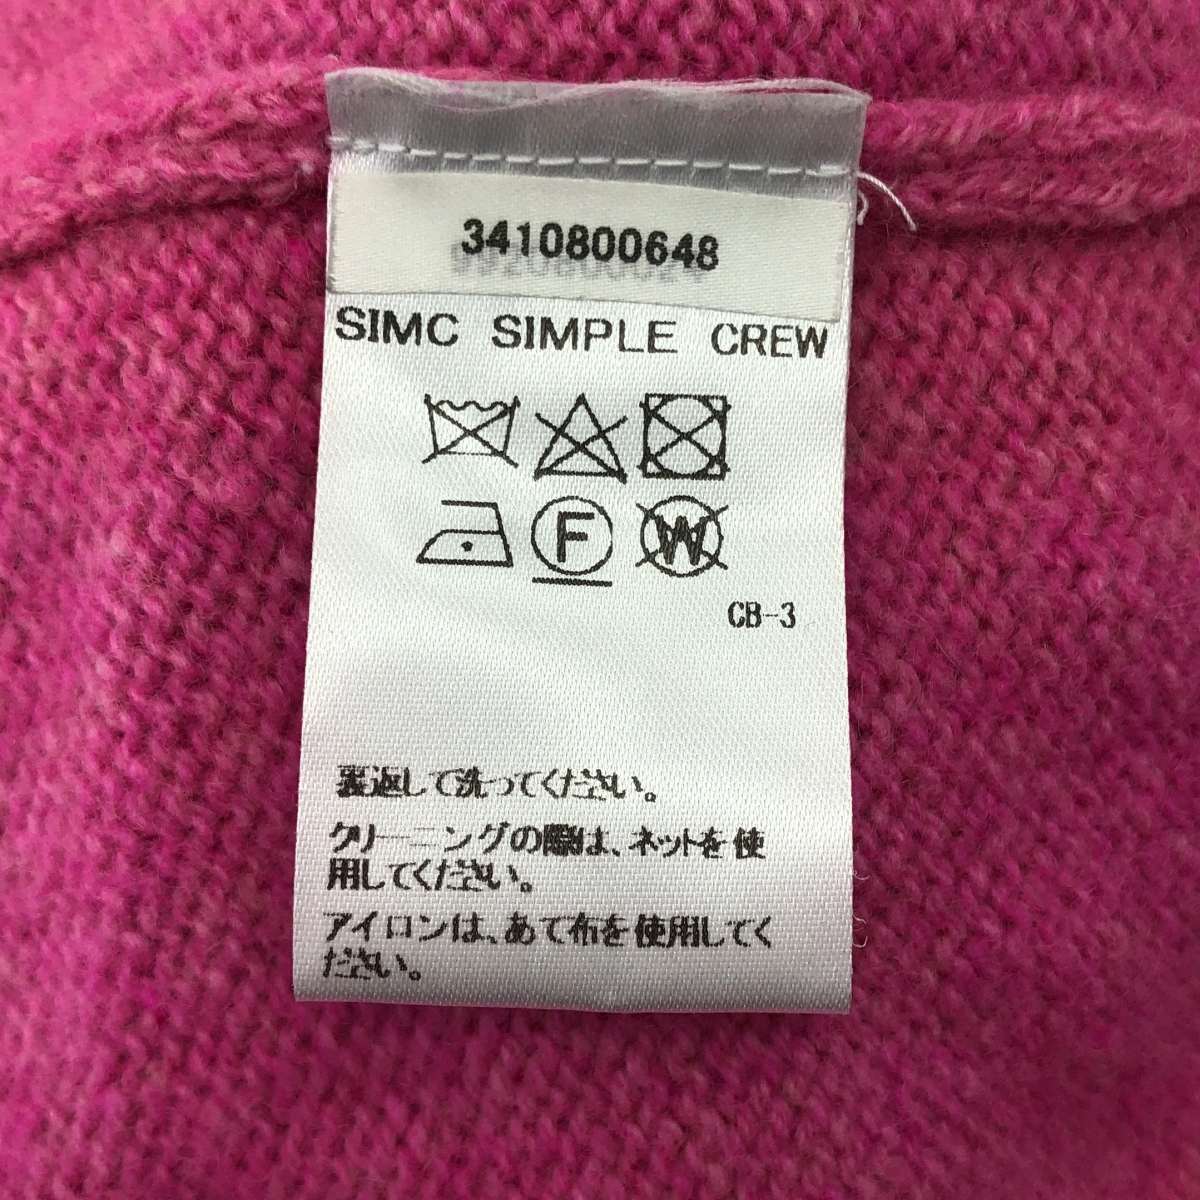 3410800648
SIMC SIMPLE CREW
F W
CB-3
裏返して洗ってください。
クリーニングの際は、ネットを使
用してください。
アイロンは、あて布を使用してく
ださい。